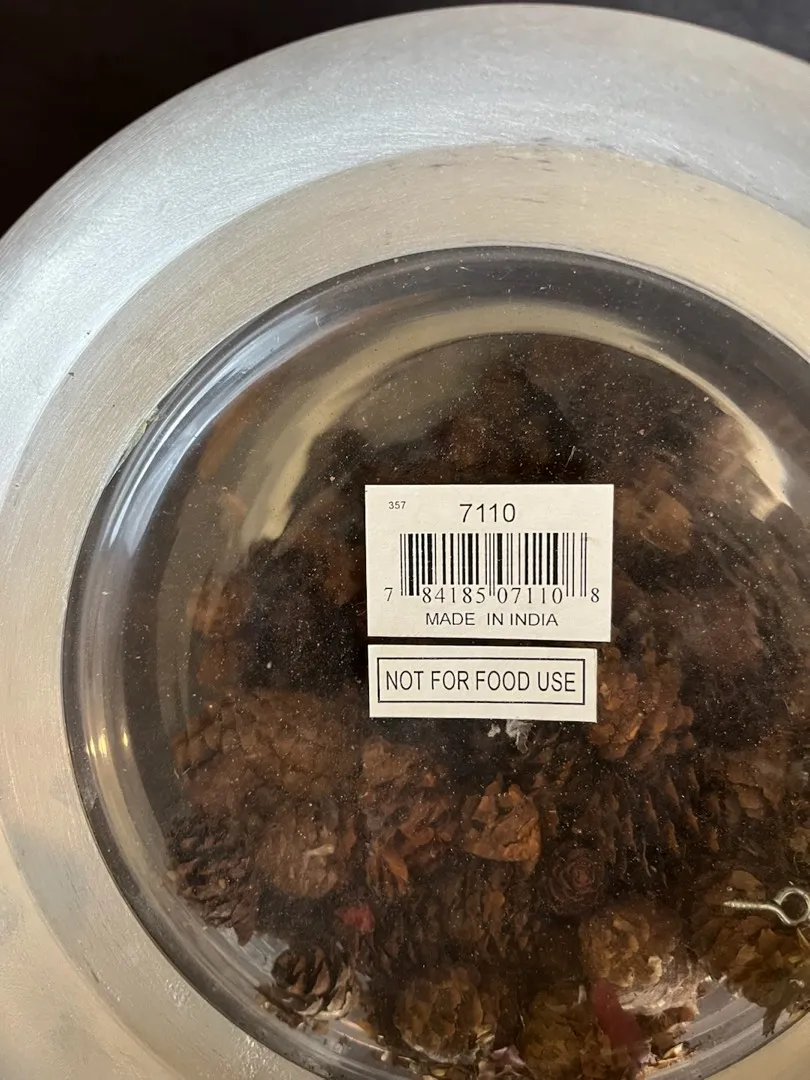 357
7110
7 84185 07110 8
MADE IN INDIA
NOT FOR FOOD USE